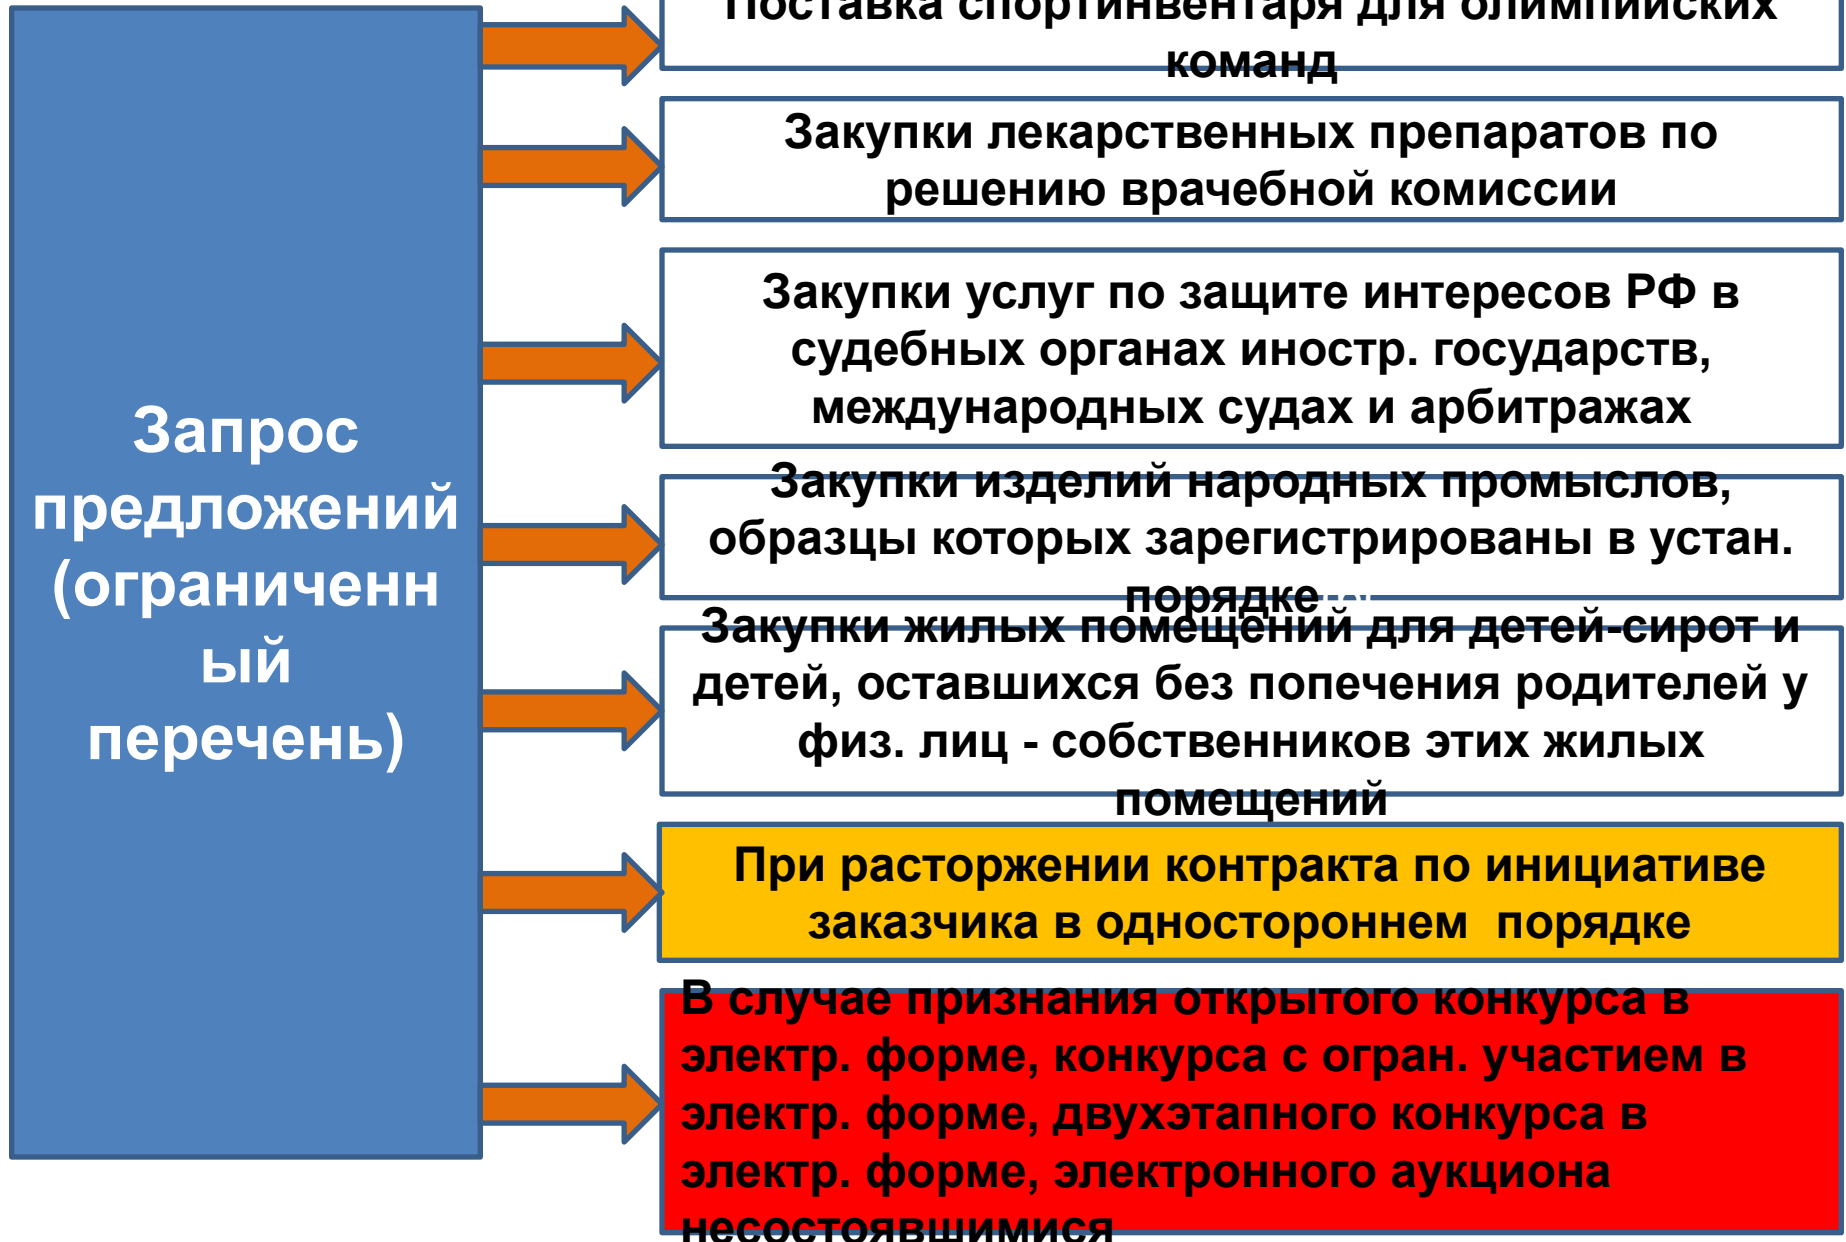 Запрос
предложений
(ограниченн
ый
перечень)
Поставка спортинвентаря для олимпийских
команд
Закупки лекарственных препаратов по
решению врачебной комиссии
Закупки услуг по защите интересов РФ в
судебных органах иностр. государств,
международных судах и арбитражах
Закупки изделий народных промыслов,
образцы которых зарегистрированы в устан.
порядке
Закупки жилых помещений для детей-сирот и
детей, оставшихся без попечения родителей у
физ. лиц - собственников этих жилых
помещений
При расторжении контракта по инициативе
заказчика в одностороннем порядке
В случае признания открытого конкурса в
электр. форме, конкурса с огран. участием в
электр. форме, двухэтапного конкурса в
электр. форме, электронного аукциона
несостоявшимися